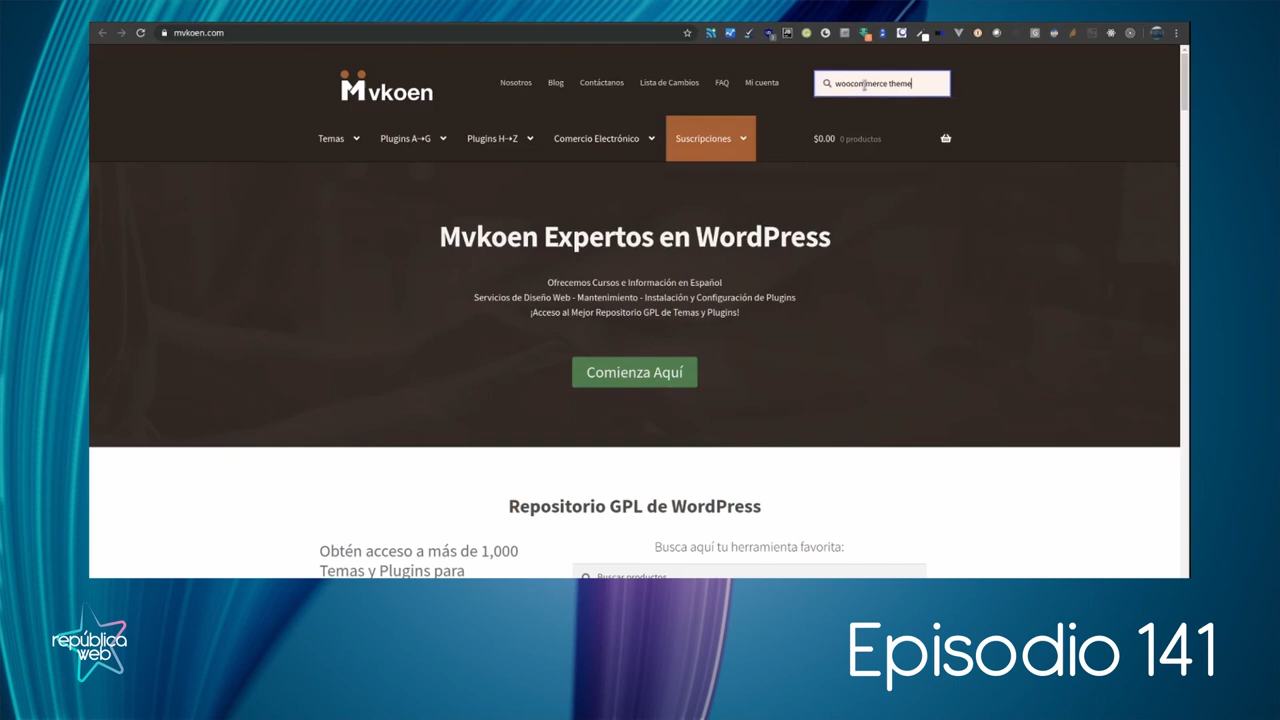 mvkoen.com
Mvkoen
Nosotros Blog Contáctanos Lista de Cambios FAQ Mi cuenta
woocommerce theme
Temas Plugins A➝G Plugins H➝Z Comercio Electrónico Suscripciones
$0.00 0 productos
Mvkoen Expertos en WordPress
Ofrecemos Cursos e Información en Español
Servicios de Diseño Web - Mantenimiento - Instalación y Configuración de Plugins
¡Acceso al Mejor Repositorio GPL de Temas y Plugins!
Comienza Aquí
Repositorio GPL de WordPress
Obtén acceso a más de 1,000
Temas y Plugins para
Busca aquí tu herramienta favorita:
Buscar productos
república
web
Episodio 141